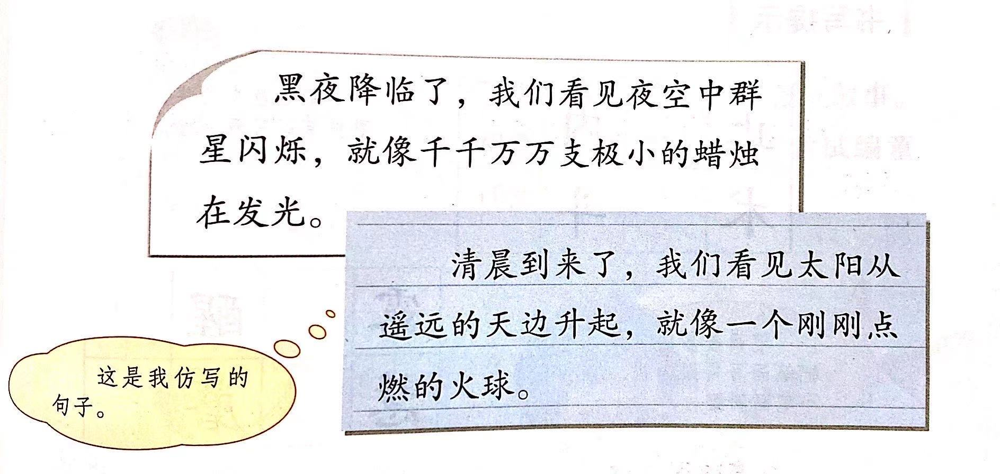 黑夜降临了，我们看见夜空中群
星闪烁，就像千千万万支极小的蜡烛
在发光。
清晨到来了，我们看见太阳从
遥远的天边升起，就像一个刚刚点
燃的火球。
这是我仿写的
句子。